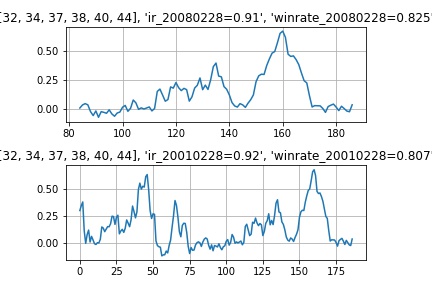 [32, 34, 37, 38, 40, 44], 'ir_20080228=0.91', 'winrate_20080228=0.825'
0.50
0.25
0.00
80 100 120 140 160 180
[32, 34, 37, 38, 40, 44], 'ir_20010228=0.92', 'winrate_20010228=0.807'
0.50
0.25
0.00
0 25 50 75 100 125 150 175